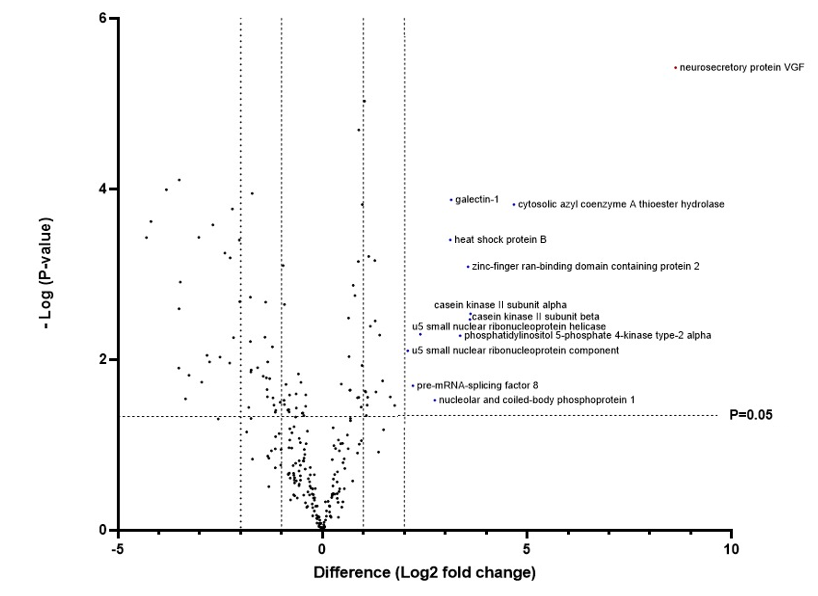 6
neurosecretory protein VGF
4
galectin-1
cytosolic azyl coenzyme A thioester hydrolase
heat shock protein B
zinc-finger ran-binding domain containing protein 2
casein kinase II subunit alpha
casein kinase II subunit beta
u5 small nuclear ribonucleoprotein helicase
phosphatidylinositol 5-phosphate 4-kinase type-2 alpha
2
u5 small nuclear ribonucleoprotein component
pre-mRNA-splicing factor 8
nucleolar and coiled-body phosphoprotein 1
P=0.05
0
-5 0 5 10
Difference (Log2 fold change)
- Log (P-value)